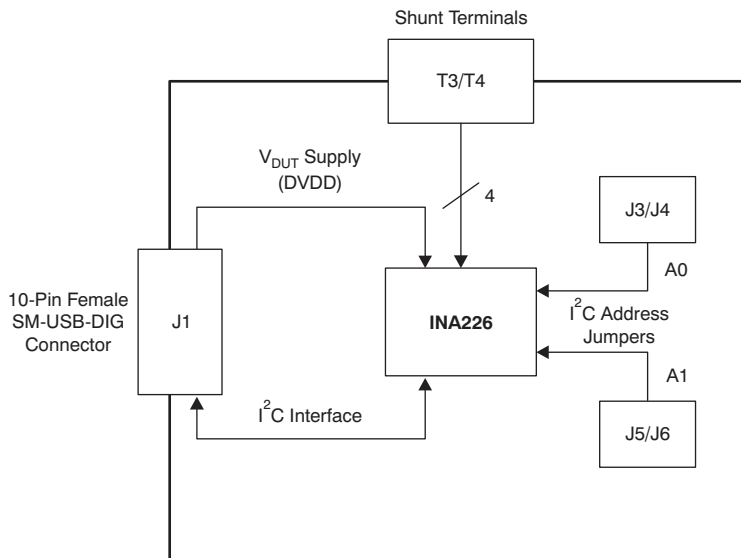 Shunt Terminals
T3/T4
V_DUT Supply
(DVDD)
4
J3/J4
A0
10-Pin Female
SM-USB-DIG
Connector
J1
INA226
I²C Address
Jumpers
A1
I²C Interface
J5/J6